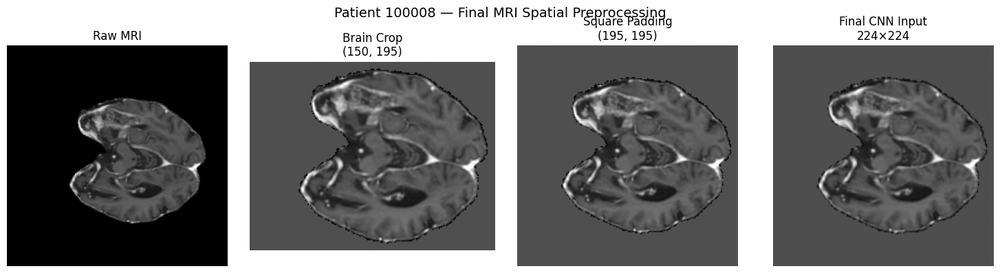 Patient 100008 — Final MRI Spatial Preprocessing
Raw MRI
Brain Crop
(150, 195)
Square Padding
(195, 195)
Final CNN Input
224×224